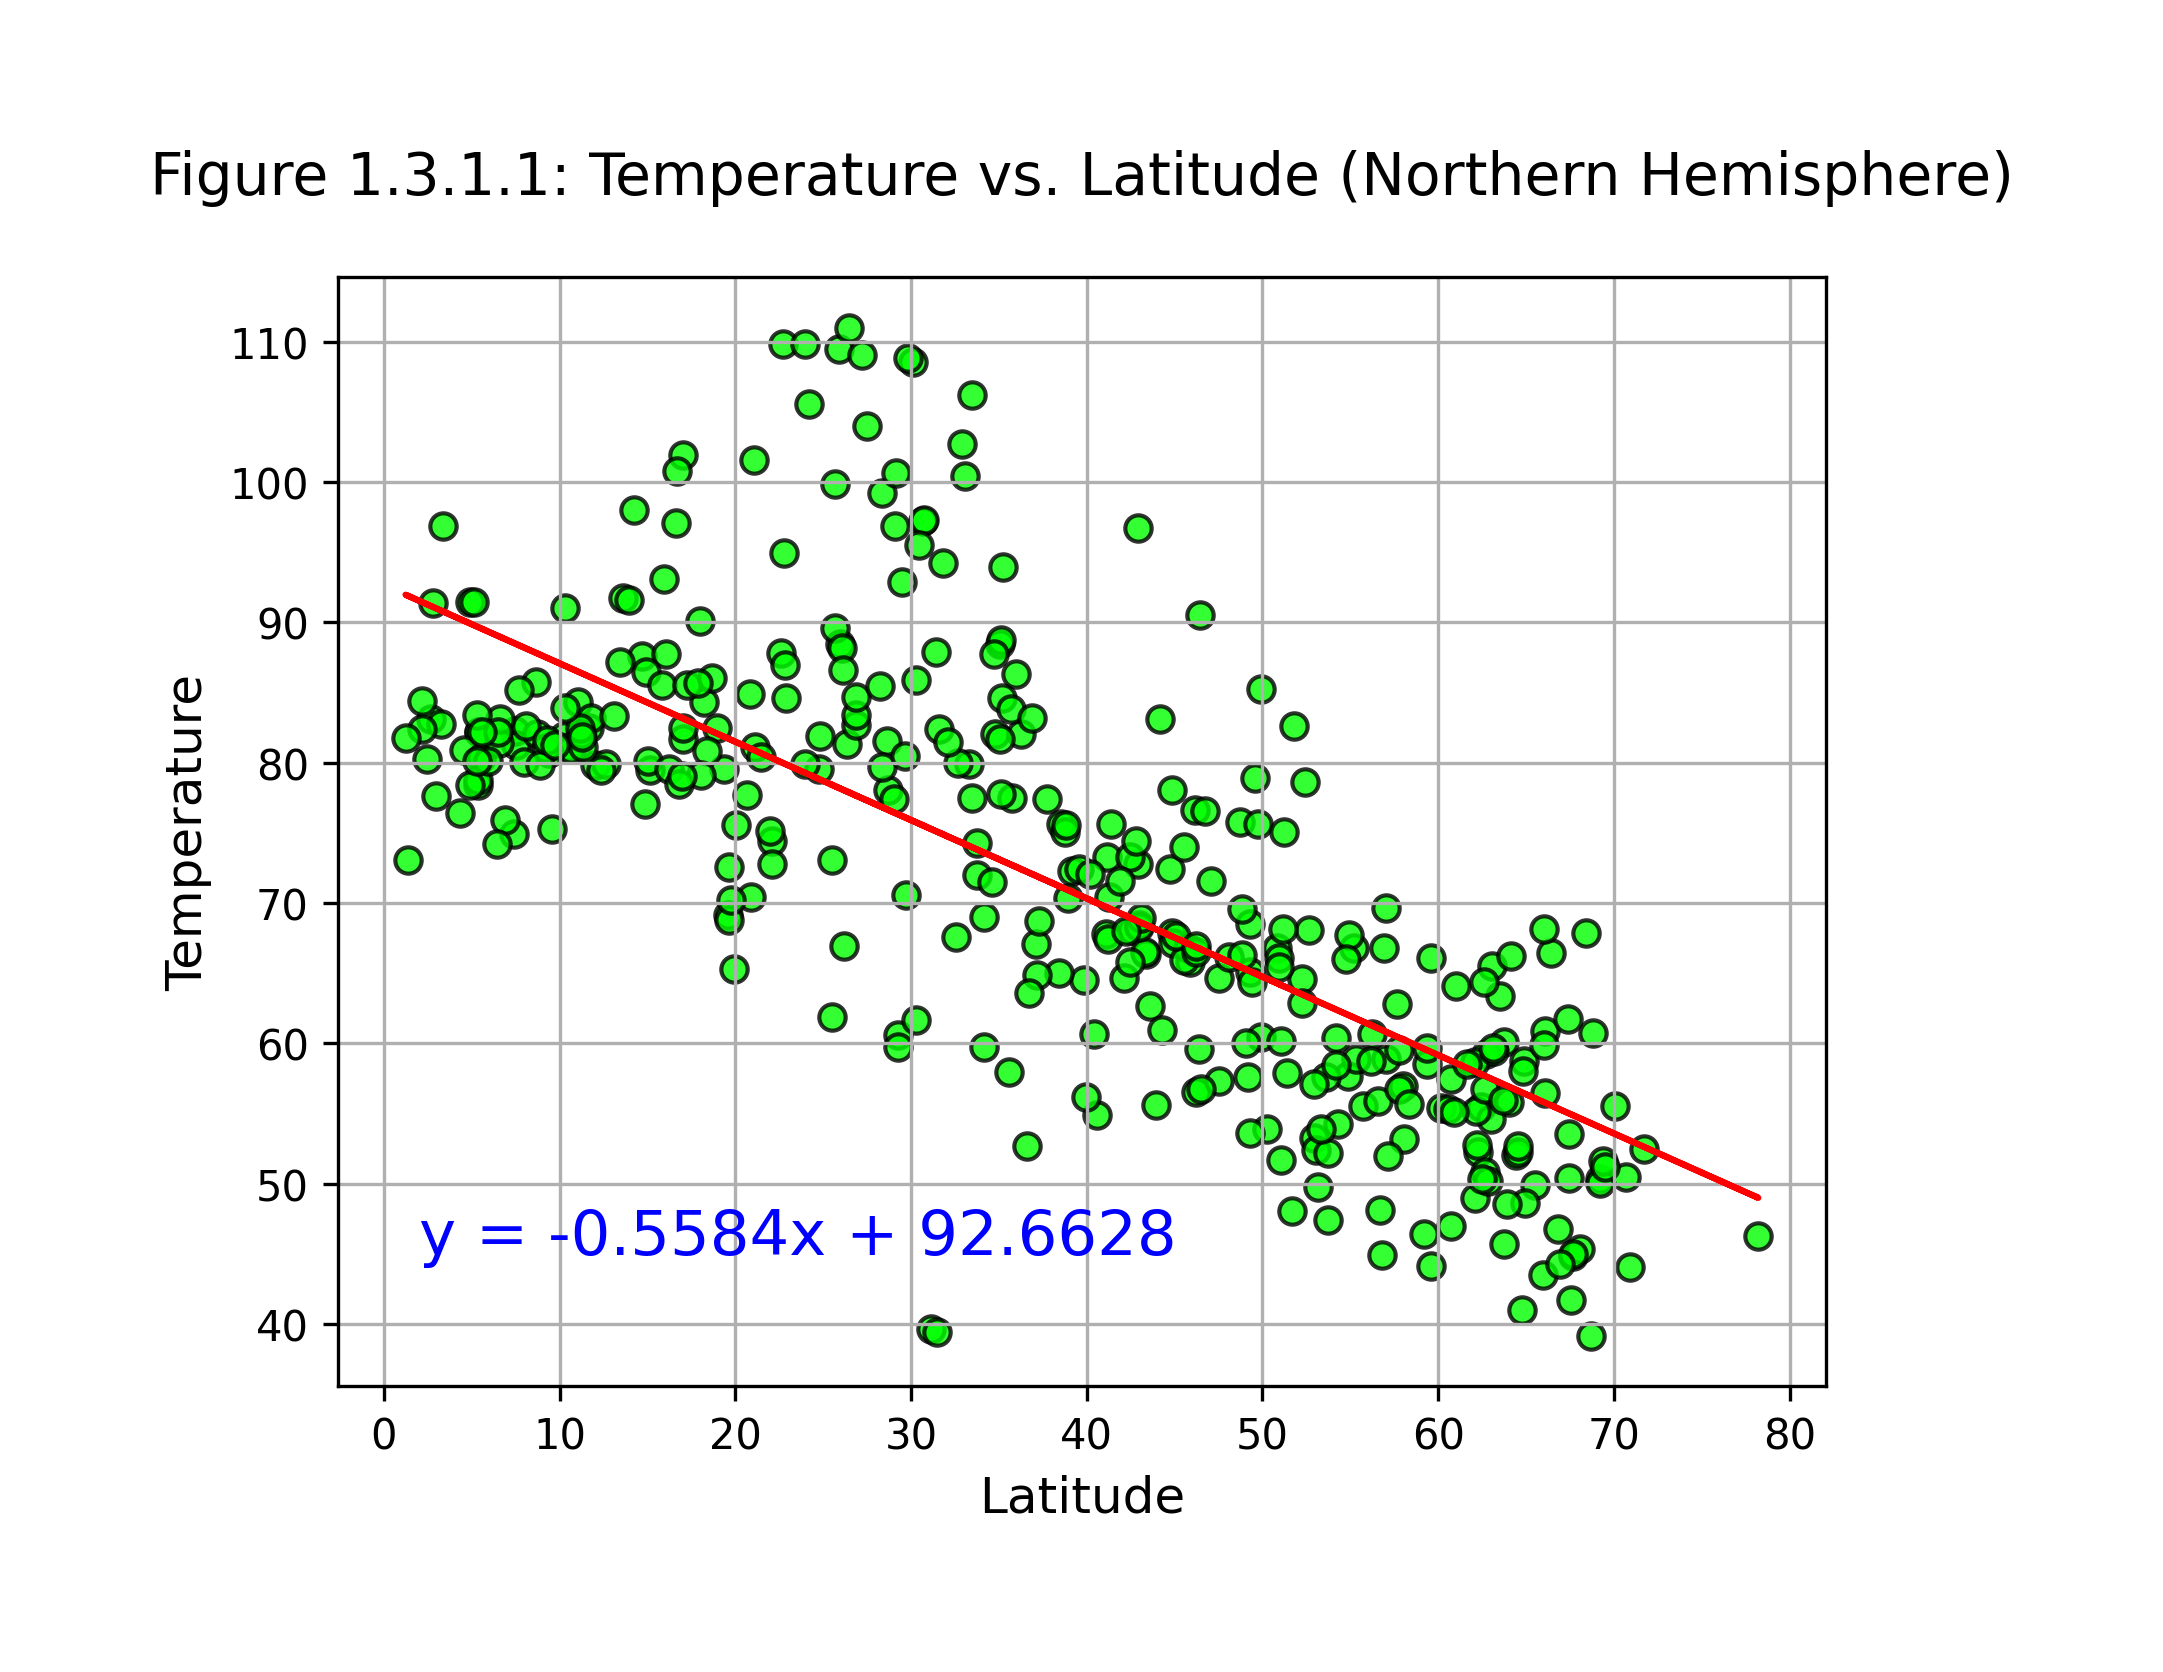 Figure 1.3.1.1: Temperature vs. Latitude (Northern Hemisphere)
110
100
90
80
70
60
50
40
Temperature
y = -0.5584x + 92.6628
0 10 20 30 40 50 60 70 80
Latitude